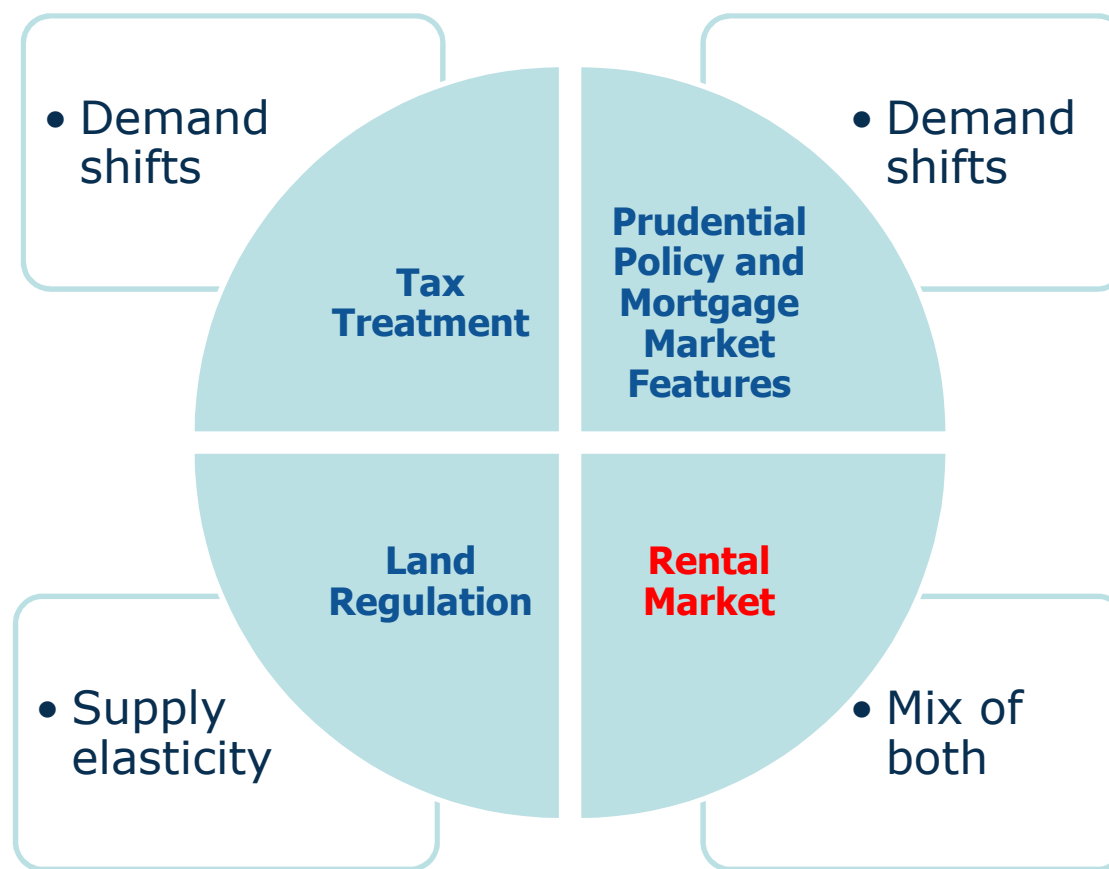 • Demand
shifts
• Demand
shifts
Tax
Treatment
Prudential
Policy and
Mortgage
Market
Features
Land
Regulation
Rental
Market
• Supply
elasticity
• Mix of
both